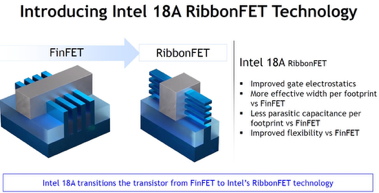 Introducing Intel 18A RibbonFET Technology
FinFET
RibbonFET
Intel 18A RibbonFET
• Improved gate electrostatics
• More effective width per footprint
vs FinFET
• Less parasitic capacitance per
footprint vs FinFET
• Improved flexibility vs FinFET
Intel 18A transitions the transistor from FinFET to Intel's RibbonFET technology